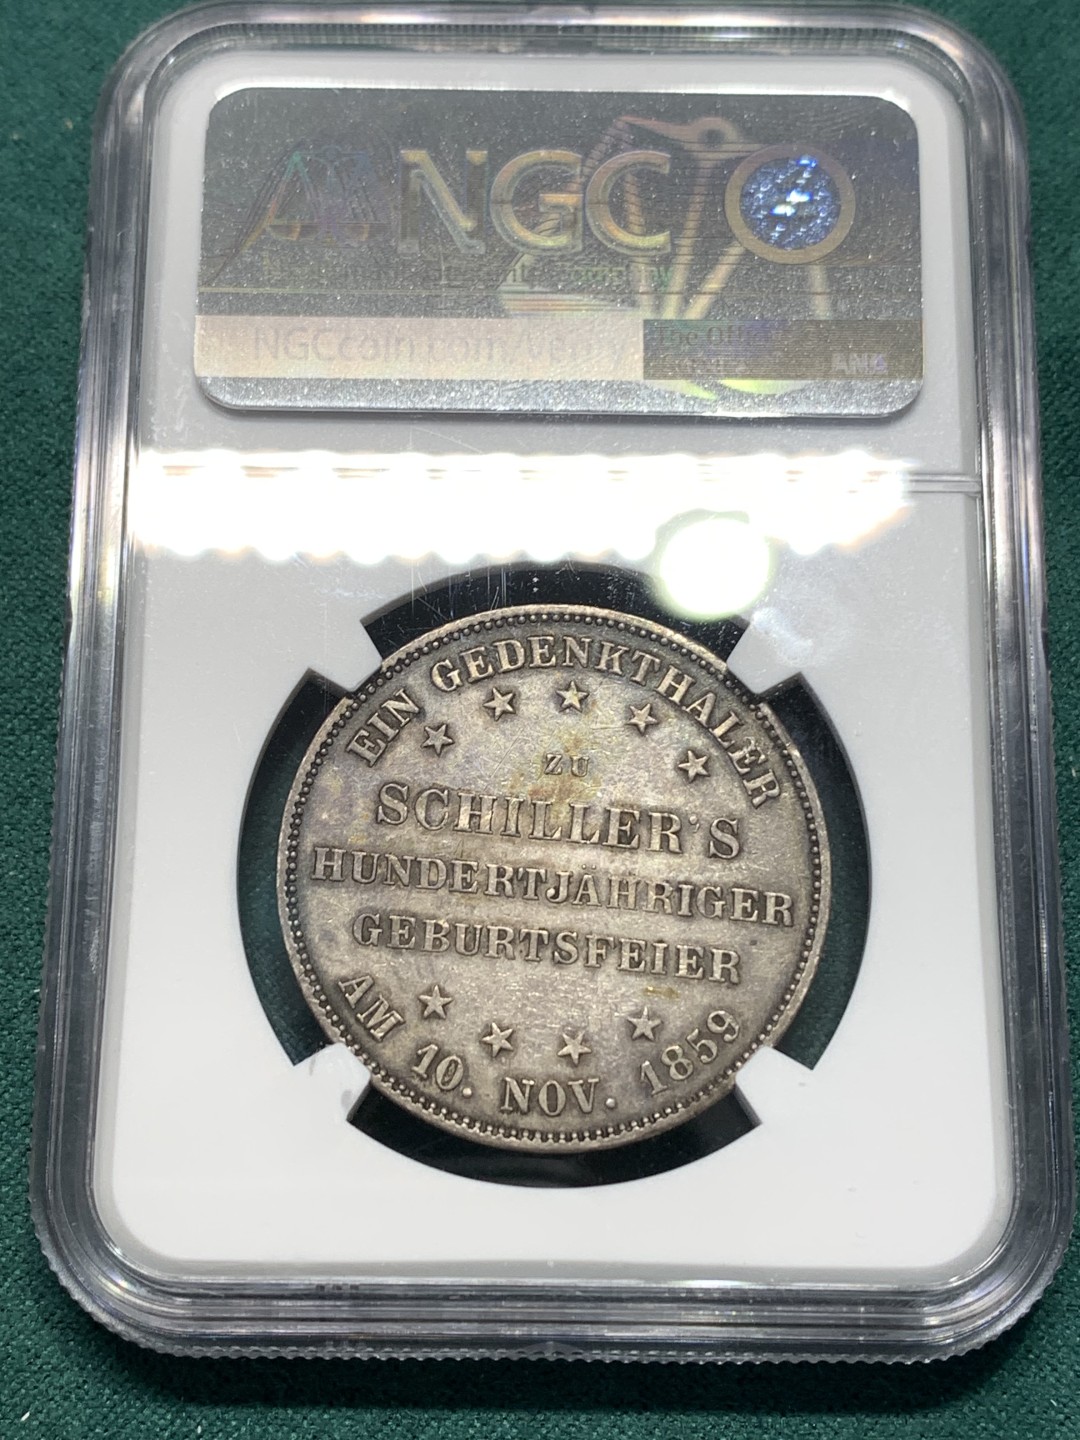 NGC
NGCcoin.com/verify
EIN GEDENKTHALER
ZU
SCHILLER'S
HUNDERTJÄHRIGER
GEBURTSFEIER
AM 10. NOV. 1859